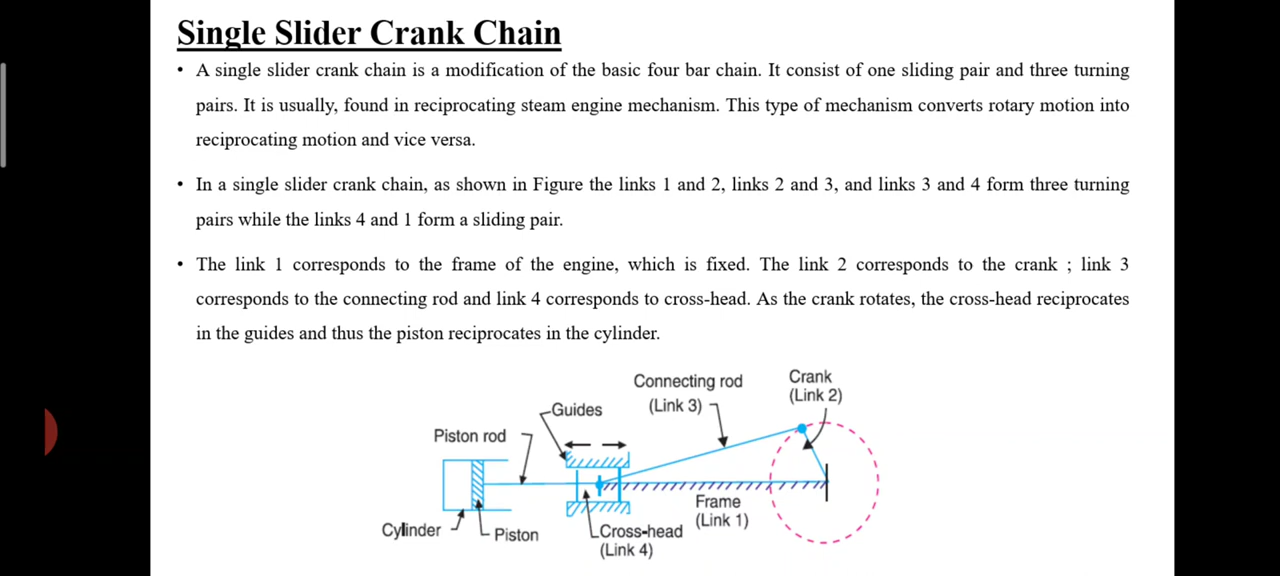 Single Slider Crank Chain
• A single slider crank chain is a modification of the basic four bar chain. It consist of one sliding pair and three turning
pairs. It is usually, found in reciprocating steam engine mechanism. This type of mechanism converts rotary motion into
reciprocating motion and vice versa.
• In a single slider crank chain, as shown in Figure the links 1 and 2, links 2 and 3, and links 3 and 4 form three turning
pairs while the links 4 and 1 form a sliding pair.
• The link 1 corresponds to the frame of the engine, which is fixed. The link 2 corresponds to the crank ; link 3
corresponds to the connecting rod and link 4 corresponds to cross-head. As the crank rotates, the cross-head reciprocates
in the guides and thus the piston reciprocates in the cylinder.
Connecting rod
(Link 3)
Crank
(Link 2)
Guides
Piston rod
Frame
(Link 1)
Cylinder
Piston
Cross-head
(Link 4)